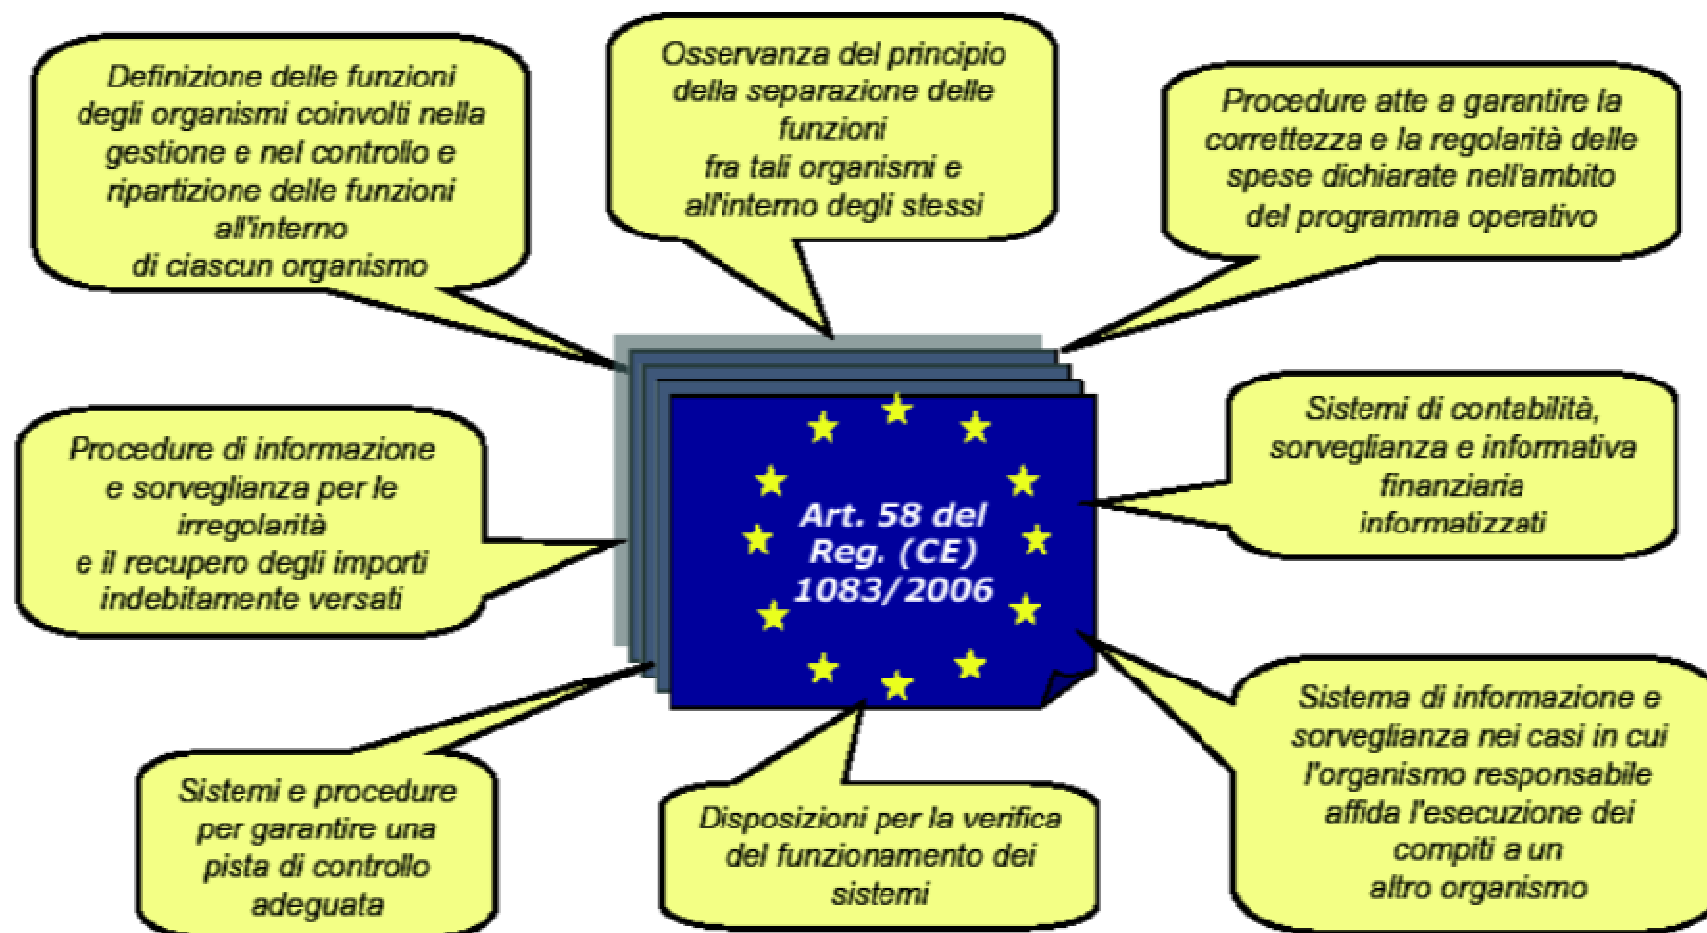 Definizione delle funzioni
degli organismi coinvolti nella
gestione e nel controllo e
ripartizione delle funzioni
all'interno
di ciascun organismo
Osservanza del principio
della separazione delle
funzioni
fra tali organismi e
all'interno degli stessi
Procedure atte a garantire la
correttezza e la regolarità delle
spese dichiarate nell'ambito
del programma operativo
Procedure di informazione
e sorveglianza per le
irregolarità
e il recupero degli importi
indebitamente versati
Art. 58 del
Reg. (CE)
1083/2006
Sistemi di contabilità,
sorveglianza e informativa
finanziaria
informatizzati
Sistemi e procedure
per garantire una
pista di controllo
adeguata
Disposizioni per la verifica
del funzionamento dei
sistemi
Sistema di informazione e
sorveglianza nei casi in cui
l'organismo responsabile
affida l'esecuzione dei
compiti a un
altro organismo